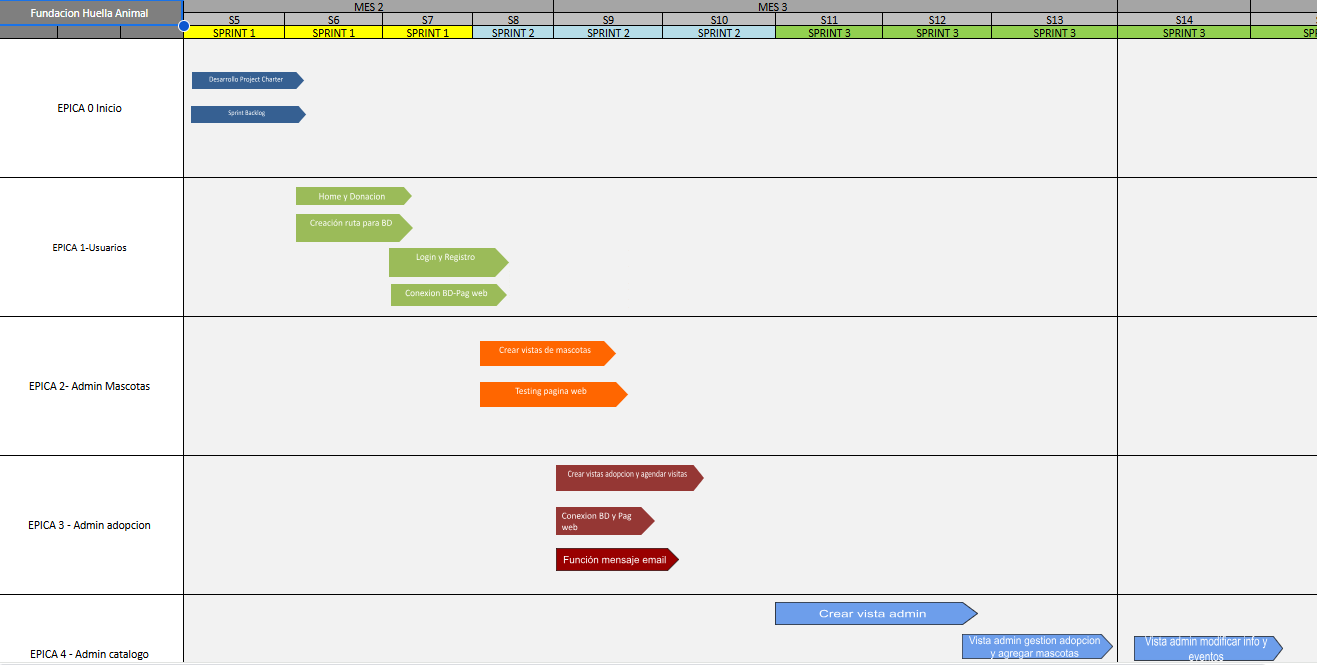 Fundacion Huella Animal
MES 2
MES 3
S5
S6
S7
S8
S9
S10
S11
S12
S13
S14
SPRINT 1
SPRINT 1
SPRINT 1
SPRINT 2
SPRINT 2
SPRINT 2
SPRINT 3
SPRINT 3
SPRINT 3
SPRINT 3
EPICA 0 Inicio
Desarrollo Project Charter
Sprint Backlog
EPICA 1-Usuarios
Home y Donacion
Creación ruta para BD
Login y Registro
Conexion BD-Pag web
EPICA 2- Admin Mascotas
Crear vistas de mascotas
Testing pagina web
EPICA 3 - Admin adopcion
Crear vistas adopcion y agendar visitas
Conexion BD y Pag
web
Función mensaje email
EPICA 4 - Admin catalogo
Crear vista admin
Vista admin gestion adopcion
y agregar mascotas
Vista admin modificar info y
eventos